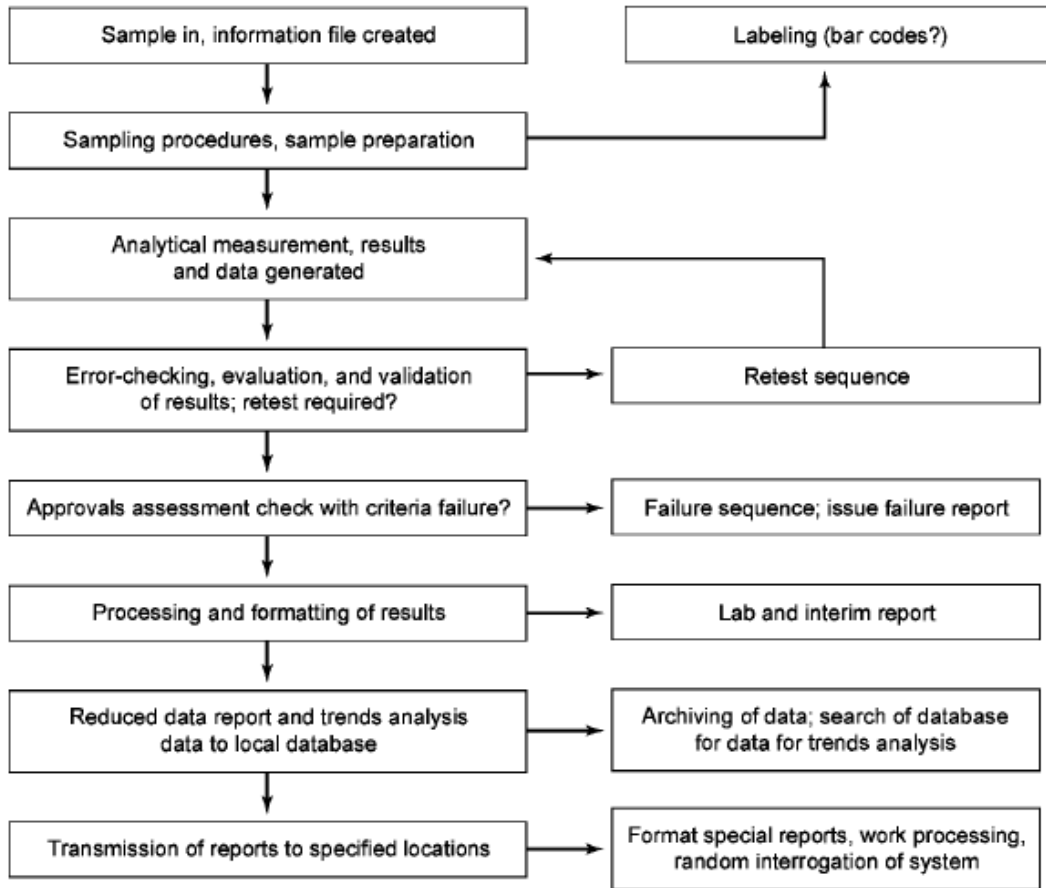 Sample in, information file created
Labeling (bar codes?)
Sampling procedures, sample preparation
Analytical measurement, results
and data generated
Error-checking, evaluation, and validation
of results; retest required?
Retest sequence
Approvals assessment check with criteria failure?
Failure sequence; issue failure report
Processing and formatting of results
Lab and interim report
Reduced data report and trends analysis
data to local database
Archiving of data; search of database
for data for trends analysis
Transmission of reports to specified locations
Format special reports, work processing,
random interrogation of system